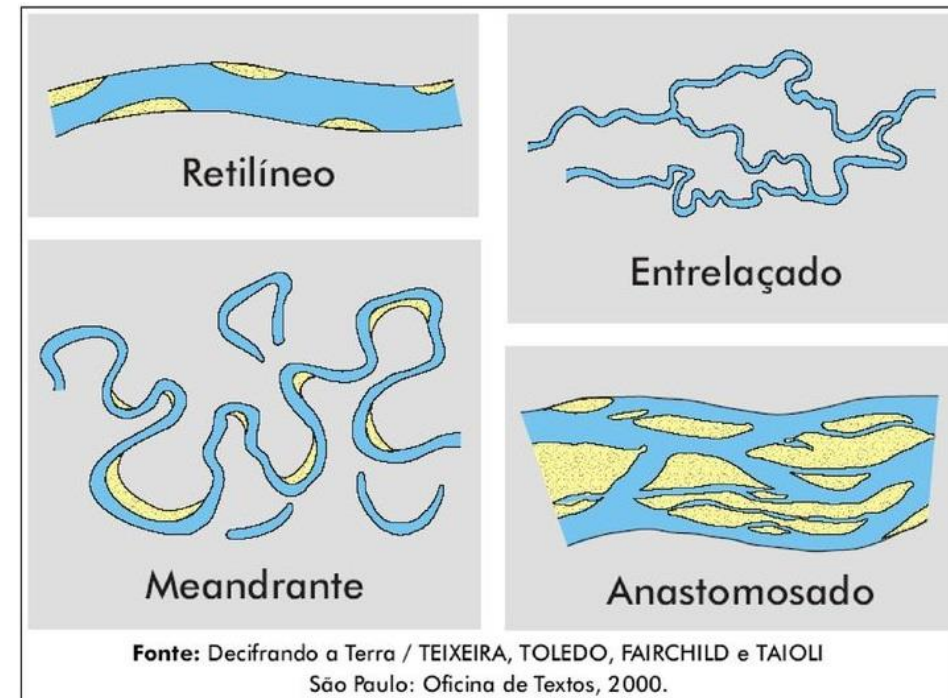 Retilíneo
Entrelaçado
Meandrante
Anastomosado
Fonte: Decifrando a Terra / TEIXEIRA, TOLEDO, FAIRCHILD e TAIOLI
São Paulo: Oficina de Textos, 2000.